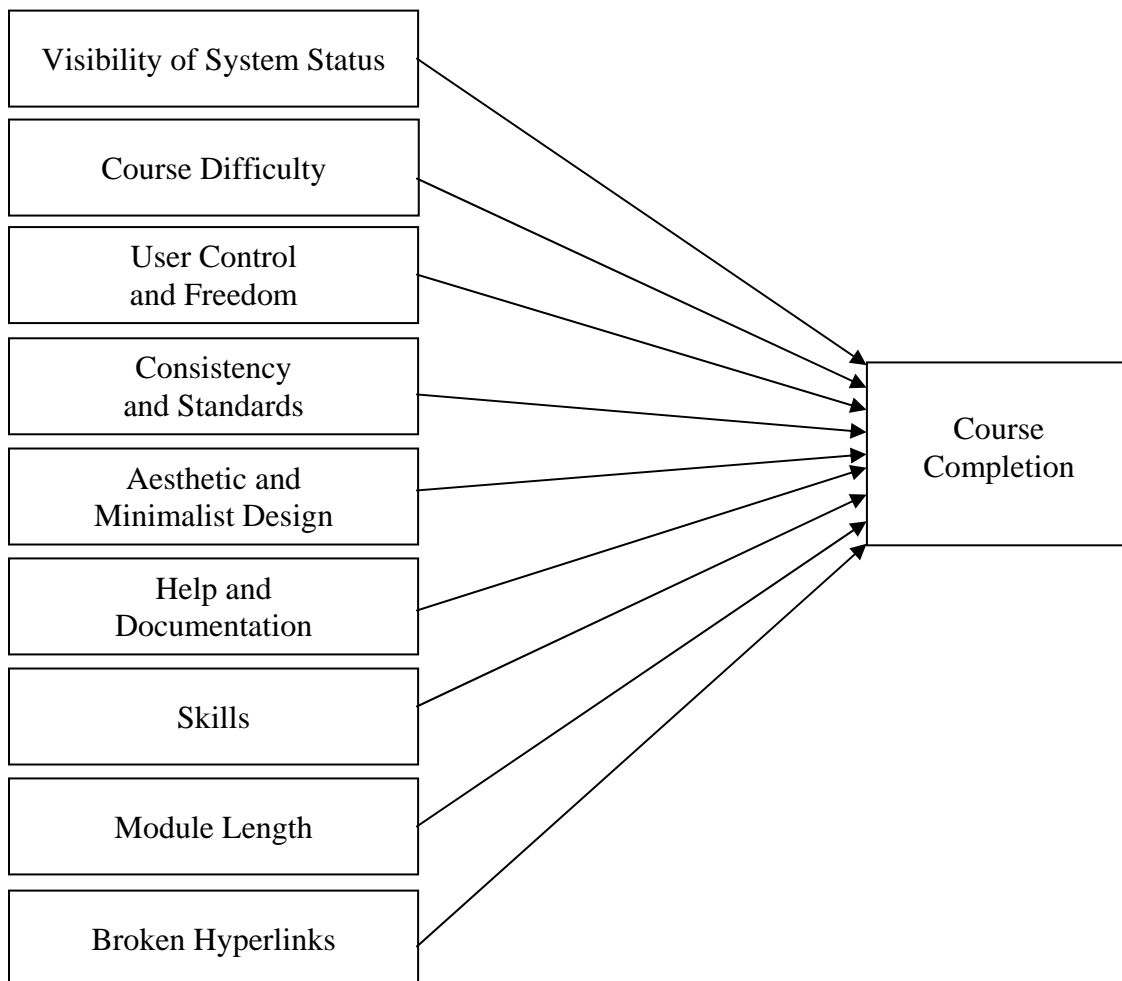 Visibility of System Status
Course Difficulty
User Control
and Freedom
Consistency
and Standards
Aesthetic and
Minimalist Design
Help and
Documentation
Skills
Module Length
Broken Hyperlinks
Course
Completion